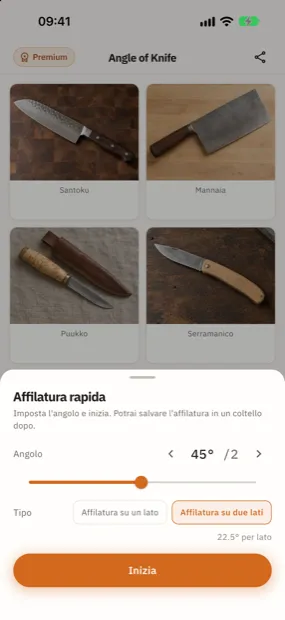 09:41
Premium
Angle of Knife
Santoku
Mannaia
Puukko
Serramanico
Affilatura rapida
Imposta l'angolo e inizia. Potrai salvare l'affilatura in un coltello
dopo.
Angolo
45° /2
Tipo
Affilatura su un lato
Affilatura su due lati
22.5° per lato
Inizia